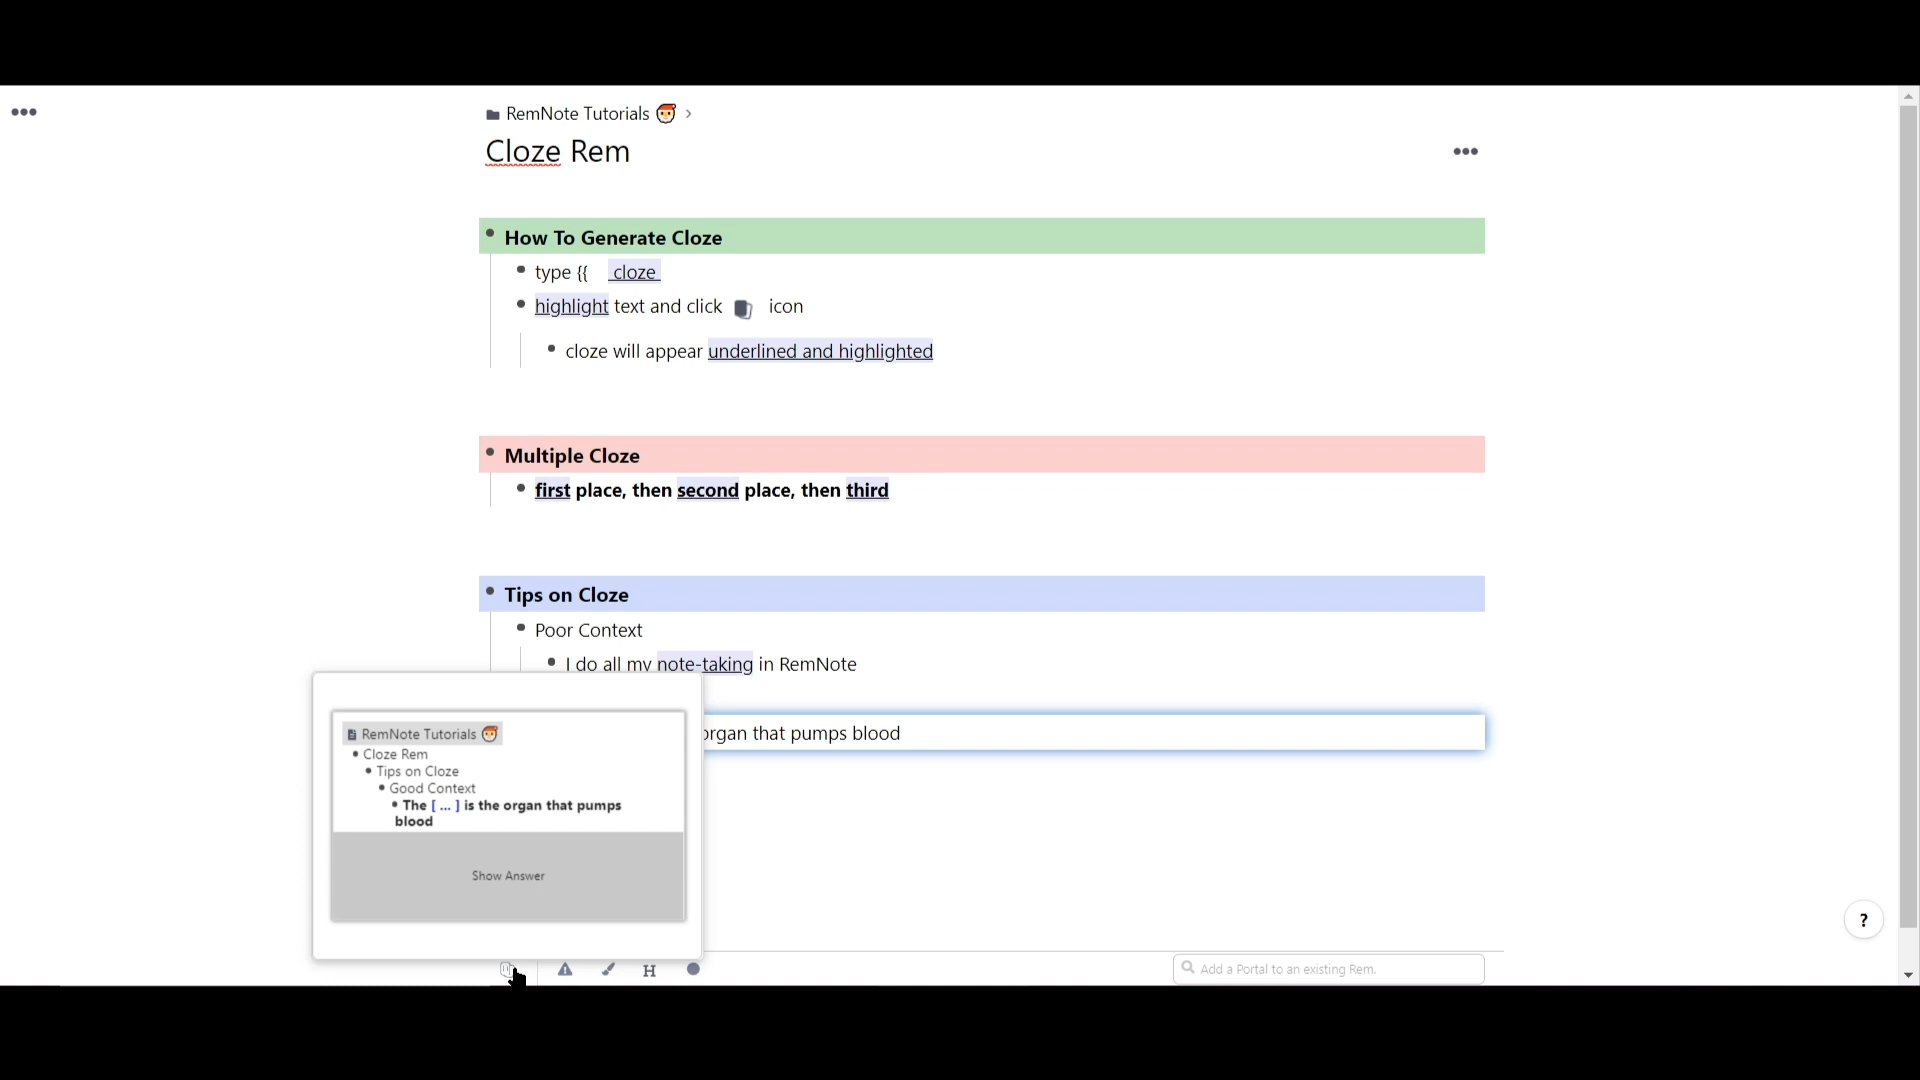 RemNote Tutorials 🎅 >
Cloze Rem
How To Generate Cloze
type {{ cloze
highlight text and click icon
cloze will appear underlined and highlighted
Multiple Cloze
first place, then second place, then third
Tips on Cloze
Poor Context
I do all my note-taking in RemNote
organ that pumps blood
RemNote Tutorials 🎅
Cloze Rem
Tips on Cloze
Good Context
The [ ... ] is the organ that pumps
blood
Show Answer
H
Add a Portal to an existing Rem.
?